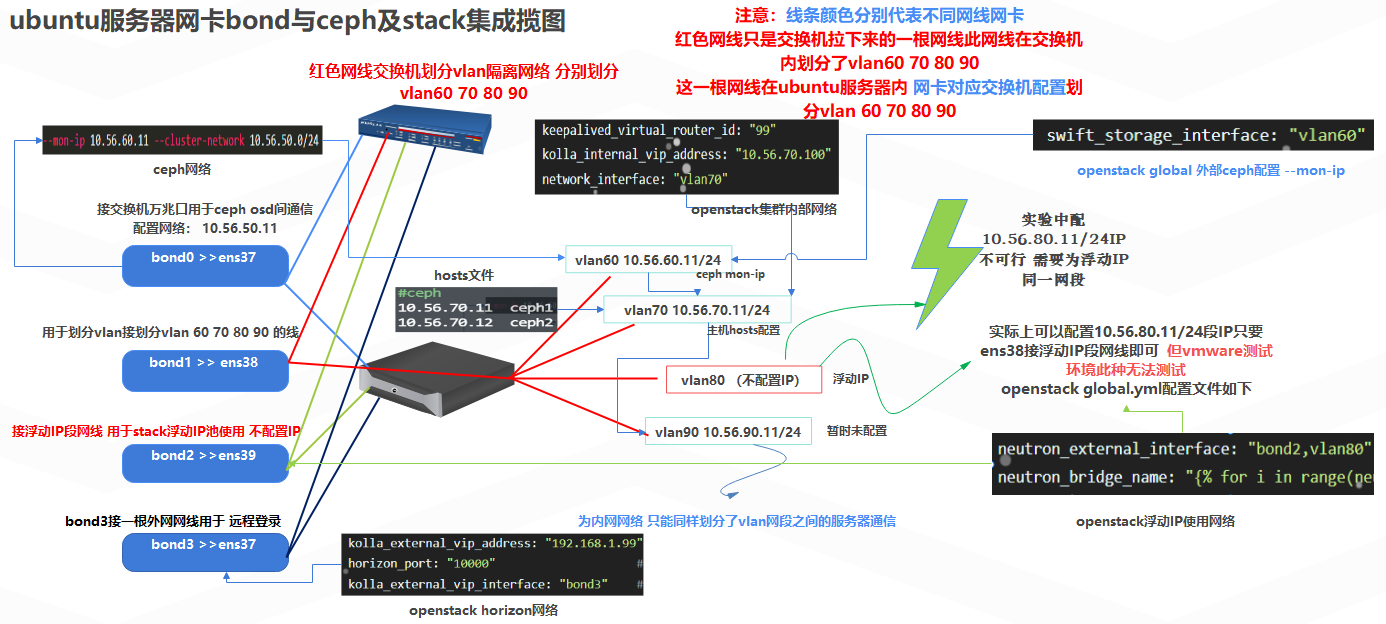 ubuntu服务器网卡bond与ceph及stack集成揽图
注意：线条颜色分别代表不同网线网卡
红色网线只是交换机拉下来的一根网线此网线在交换机
内划分了vlan60 70 80 90
这一根网线在ubuntu服务器内 网卡对应交换机配置划
分vlan 60 70 80 90
红色网线交换机划分vlan隔离网络 分别划分
vlan60 70 80 90
--mon-ip 10.56.60.11 --cluster-network 10.56.50.0/24
ceph网络
keepalived_virtual_router_id: "99"
kolla_internal_vip_address: "10.56.70.100"
network_interface: "vlan70"
openstack集群内部网络
swift_storage_interface: "vlan60"
openstack global 外部ceph配置 --mon-ip
接交换机万兆口用于ceph osd间通信
配置网络： 10.56.50.11
bond0 >>ens37
实验中配
10.56.80.11/24IP
不可行 需要为浮动IP
同一网段
vlan60 10.56.60.11/24
ceph mon-ip
hosts文件
#ceph
10.56.70.11 ceph1
10.56.70.12 ceph2
vlan70 10.56.70.11/24
主机hosts配置
用于划分vlan接划分vlan 60 70 80 90 的线
bond1 >> ens38
实际上可以配置10.56.80.11/24段IP只要
ens38接浮动IP段网线即可 但vmware测试
环境此种无法测试
openstack global.yml配置文件如下
vlan80 （不配置IP）
浮动IP
接浮动IP段网线 用于stack浮动IP池使用 不配置IP
bond2 >>ens39
vlan90 10.56.90.11/24
暂时未配置
neutron_external_interface: "bond2,vlan80"
neutron_bridge_name: "{% for i in range(neu
openstack浮动IP使用网络
bond3接一根外网网线用于 远程登录
bond3 >>ens37
为内网网络 只能同样划分了vlan网段之间的服务器通信
kolla_external_vip_address: "192.168.1.99"
horizon_port: "10000" #
kolla_external_vip_interface: "bond3" #
openstack horizon网络